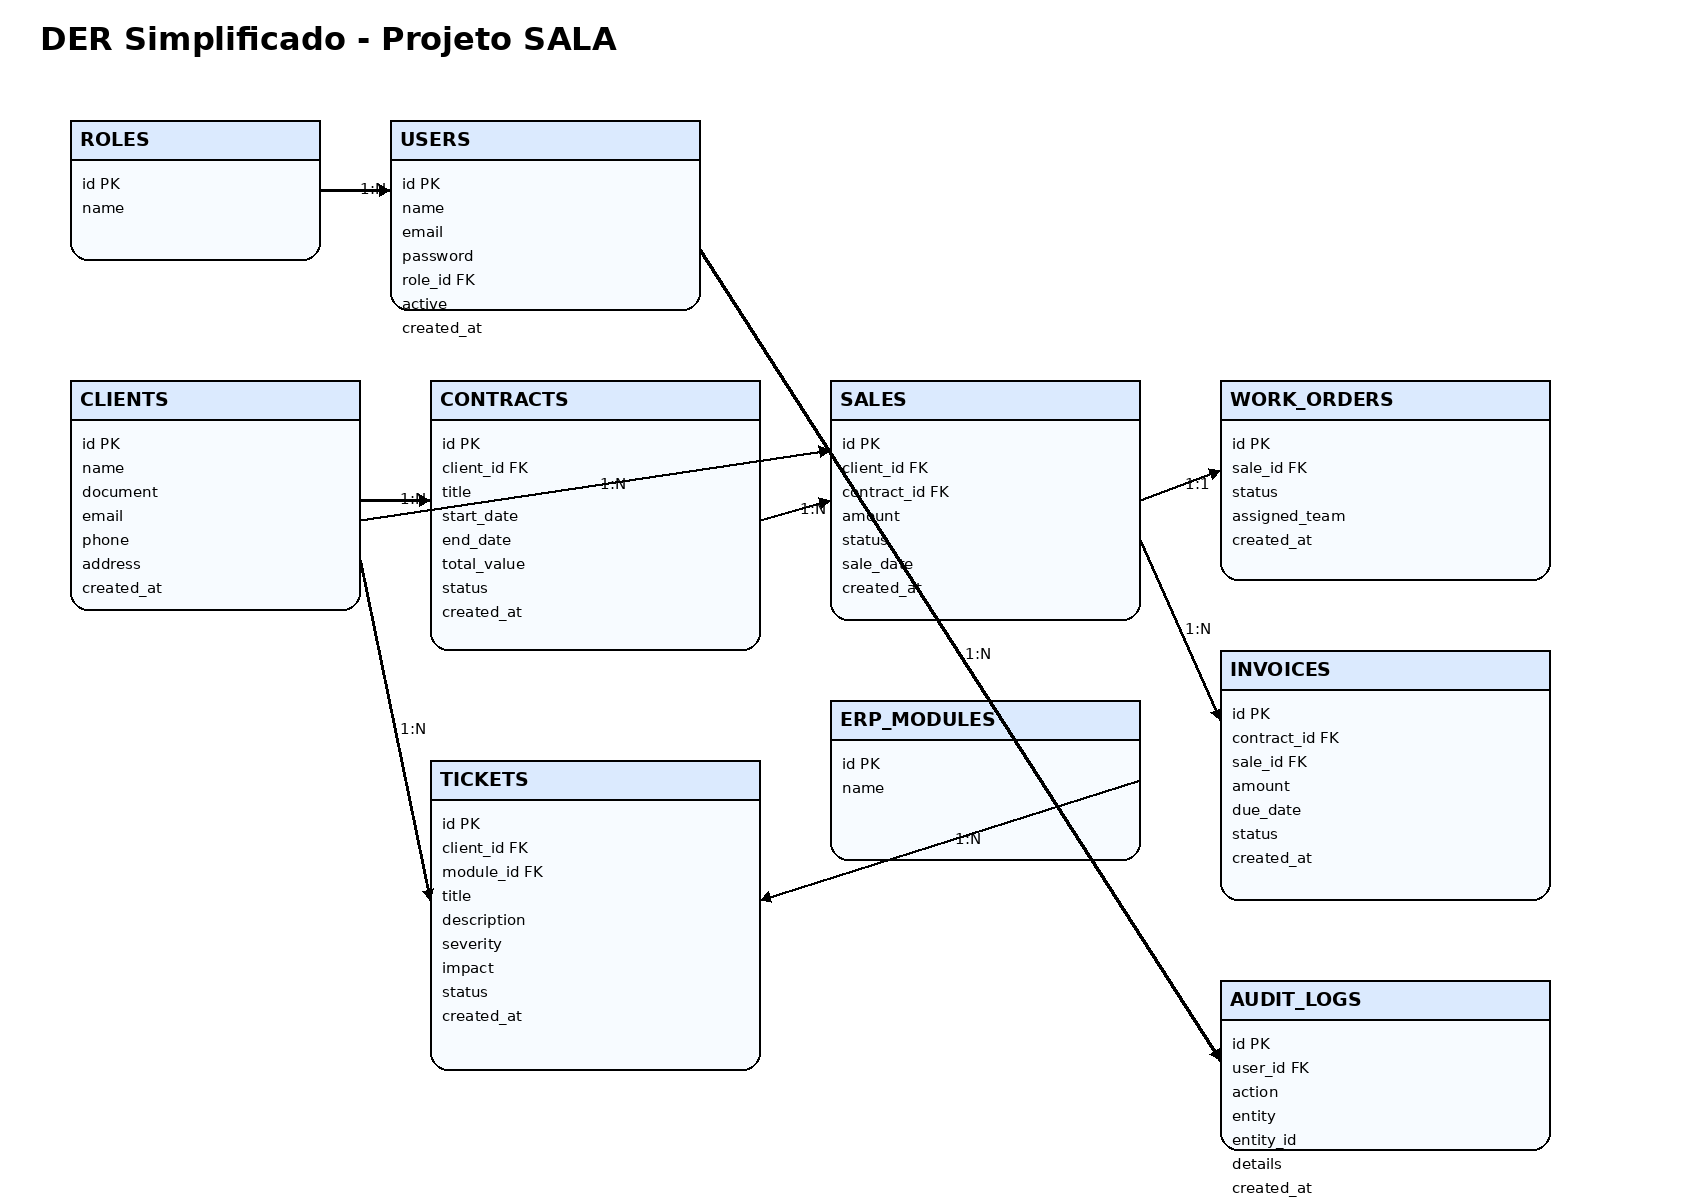 DER Simplificado - Projeto SALA
ROLES
id PK
name
1:N
USERS
id PK
name
email
password
role_id FK
active
created_at
CLIENTS
id PK
name
document
email
phone
address
created_at
1:N
1:N
1:N
CONTRACTS
id PK
client_id FK
title
start_date
end_date
total_value
status
created_at
1:N
SALES
id PK
client_id FK
contract_id FK
amount
status
sale_date
created_at
1:1
1:N
1:N
WORK_ORDERS
id PK
sale_id FK
status
assigned_team
created_at
INVOICES
id PK
contract_id FK
sale_id FK
amount
due_date
status
created_at
ERP_MODULES
id PK
name
1:N
TICKETS
id PK
client_id FK
module_id FK
title
description
severity
impact
status
created_at
AUDIT_LOGS
id PK
user_id FK
action
entity
entity_id
details
created_at